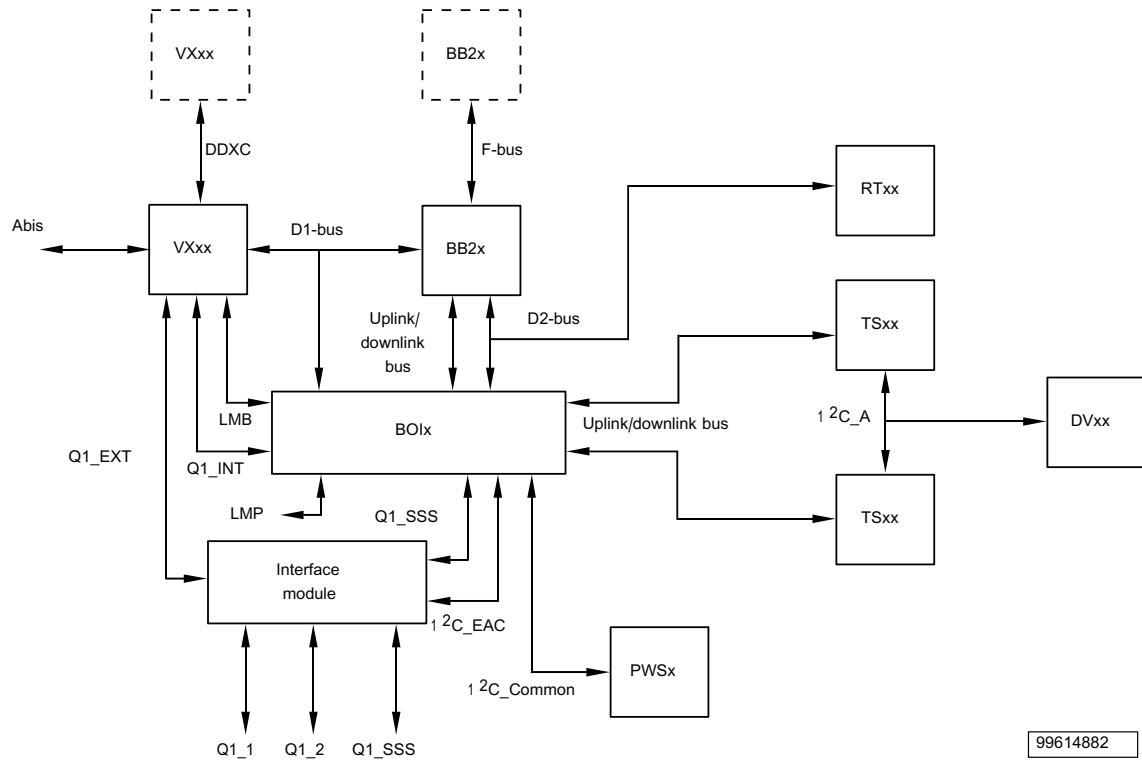 VXxx
BB2x
DDXC
F-bus
RTxx
Abis
VXxx
D1-bus
BB2x
Uplink/
downlink
bus
D2-bus
TSxx
LMB
BOIx
Uplink/downlink bus
1 2C_A
DVxx
Q1_EXT
Q1_INT
LMP
Q1_SSS
TSxx
Interface
module
1 2C_EAC
PWSx
1 2C_Common
Q1_1
Q1_2
Q1_SSS
99614882